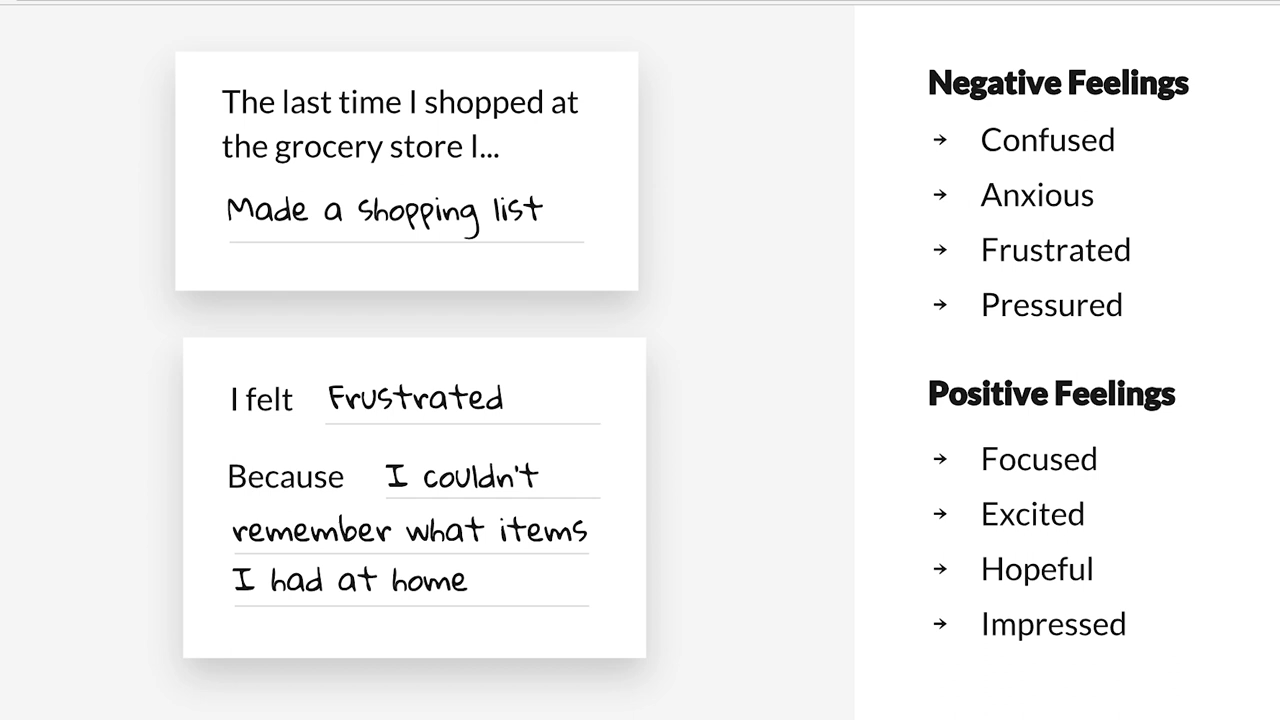 The last time I shopped at
the grocery store I...
Made a shopping list
I felt Frustrated
Because I couldn't
remember what items
I had at home
Negative Feelings
→ Confused
→ Anxious
→ Frustrated
→ Pressured
Positive Feelings
→ Focused
→ Excited
→ Hopeful
→ Impressed